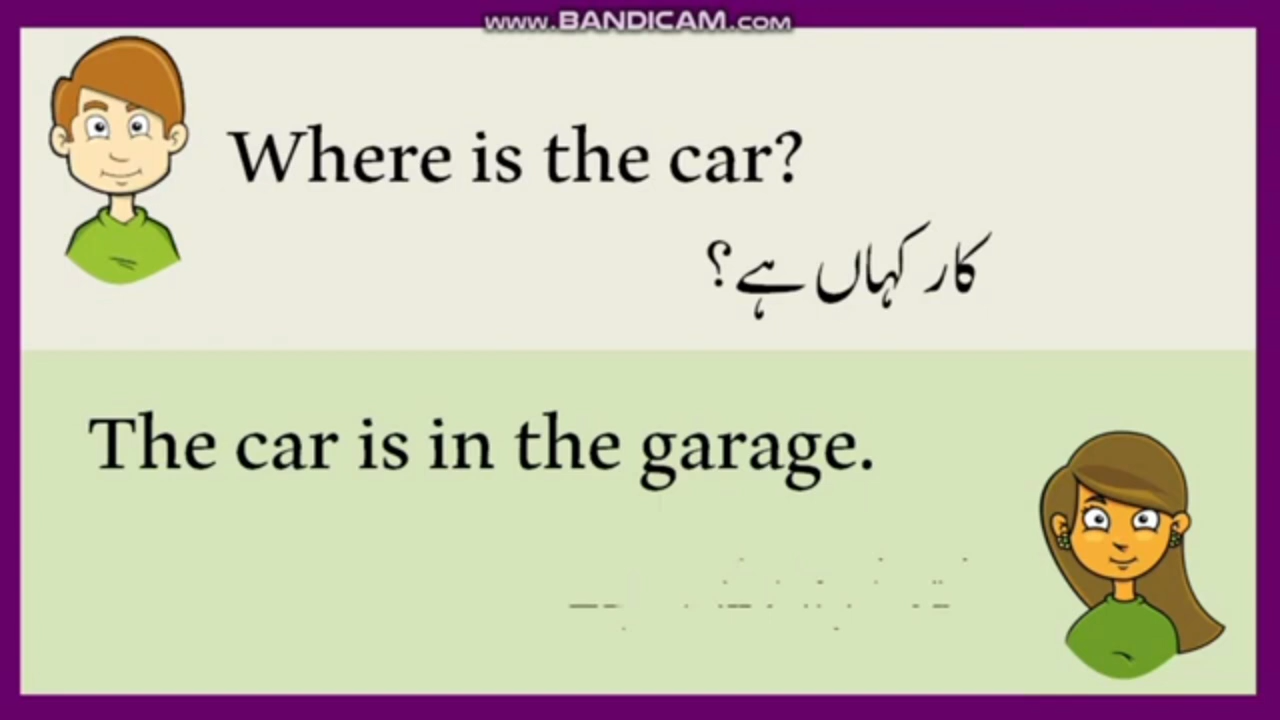 www.BANDICAM.com
Where is the car?
کار کہاں ہے؟
The car is in the garage.